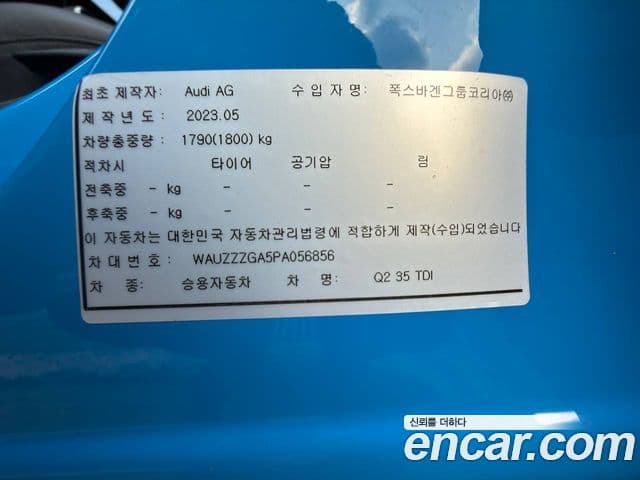 최초 제작자: Audi AG 수 입 자 명: 폭스바겐그룹코리아㈜
제 작 년 도 : 2023.05
차량총중량: 1790(1800) kg
적차시 타이어 공기압 림
전축중 - kg - - -
후축중 - kg - - -
이 자동차는 대한민국 자동차관리법령에 적합하게 제작(수입)되었습니다
차 대 번 호 : WAUZZZGA5PA056856
차 종: 승용자동차 차 명: Q2 35 TDI
신뢰를 더하다
encar.com